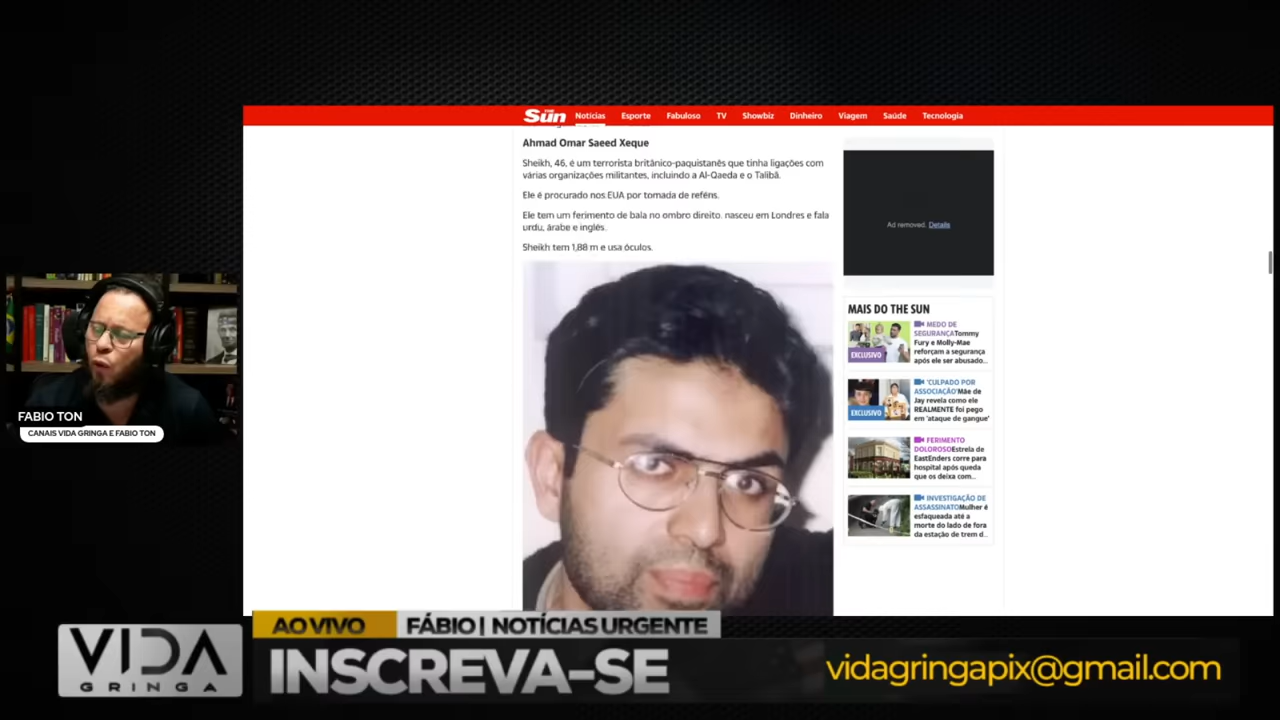 THE Sun Notícias Esporte Fabuloso TV Showbiz Dinheiro Viagem Saúde Tecnologia
Ahmad Omar Saeed Xeque
Sheikh, 46, é um terrorista britânico-paquistanês que tinha ligações com
várias organizações militantes, incluindo a Al-Qaeda e o Talibã.
Ele é procurado nos EUA por tomada de reféns.
Ele tem um ferimento de bala no ombro direito, nasceu em Londres e fala
urdu, árabe e inglês.
Sheikh tem 1,88 m e usa óculos.
Ad removed. Details
MAIS DO THE SUN
MEDO DE
SEGURANÇATommy
Fury e Molly-Mae
reforçam a segurança
após ele ser abusado...
EXCLUSIVO
'CULPADO POR
ASSOCIAÇÃO'Mãe de
Jay revela como ele
REALMENTE foi pego
em 'ataque de gangue'
EXCLUSIVO
FERIMENTO
DOLOROSOEstrela de
EastEnders corre para
hospital após queda
que os deixa com...
INVESTIGAÇÃO DE
ASSASSINATOMulher é
esfaqueada até a
morte do lado de fora
da estação de trem d...
FABIO TON
CANAIS VIDA GRINGA E FABIO TON
AO VIVO
FÁBIO | NOTÍCIAS URGENTE
VIDA
GRINGA
INSCREVA-SE
vidagringapix@gmail.com